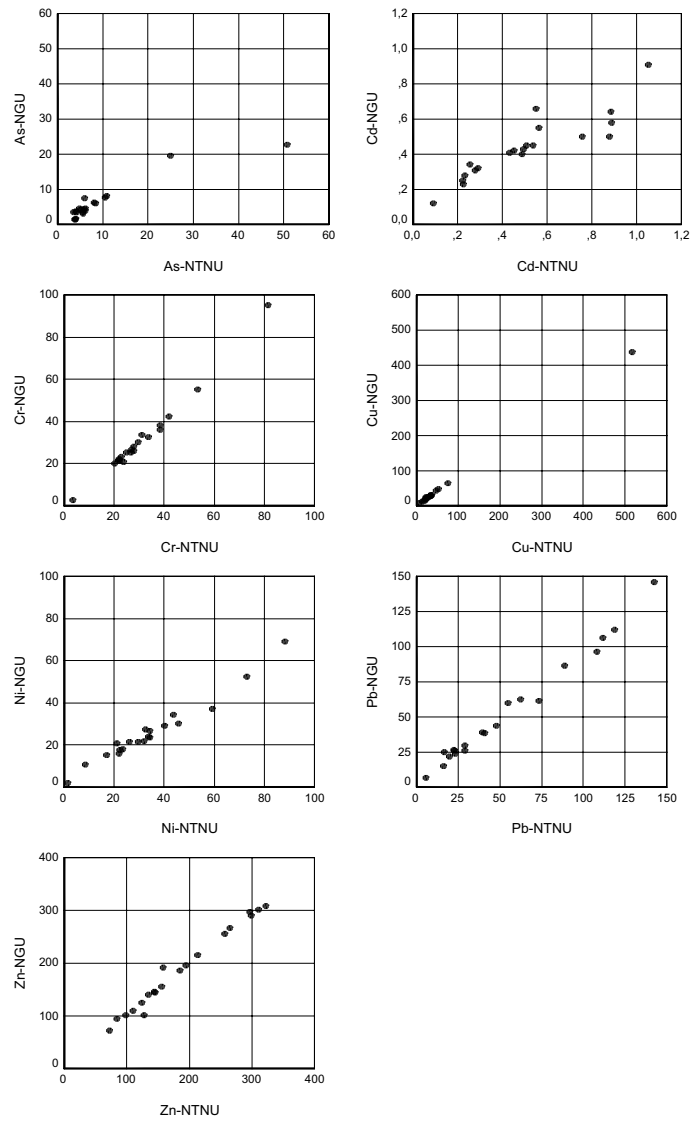 60
50
40
30
20
10
0
0 10 20 30 40 50 60
As-NGU
As-NTNU
1,2
1,0
,8
,6
,4
,2
0,0
0,0 ,2 ,4 ,6 ,8 1,0 1,2
Cd-NGU
Cd-NTNU
100
80
60
40
20
0
0 20 40 60 80 100
Cr-NGU
Cr-NTNU
600
500
400
300
200
100
0
0 100 200 300 400 500 600
Cu-NGU
Cu-NTNU
100
80
60
40
20
0
0 20 40 60 80 100
Ni-NGU
Ni-NTNU
150
125
100
75
50
25
0
0 25 50 75 100 125 150
Pb-NGU
Pb-NTNU
400
300
200
100
0
0 100 200 300 400
Zn-NGU
Zn-NTNU